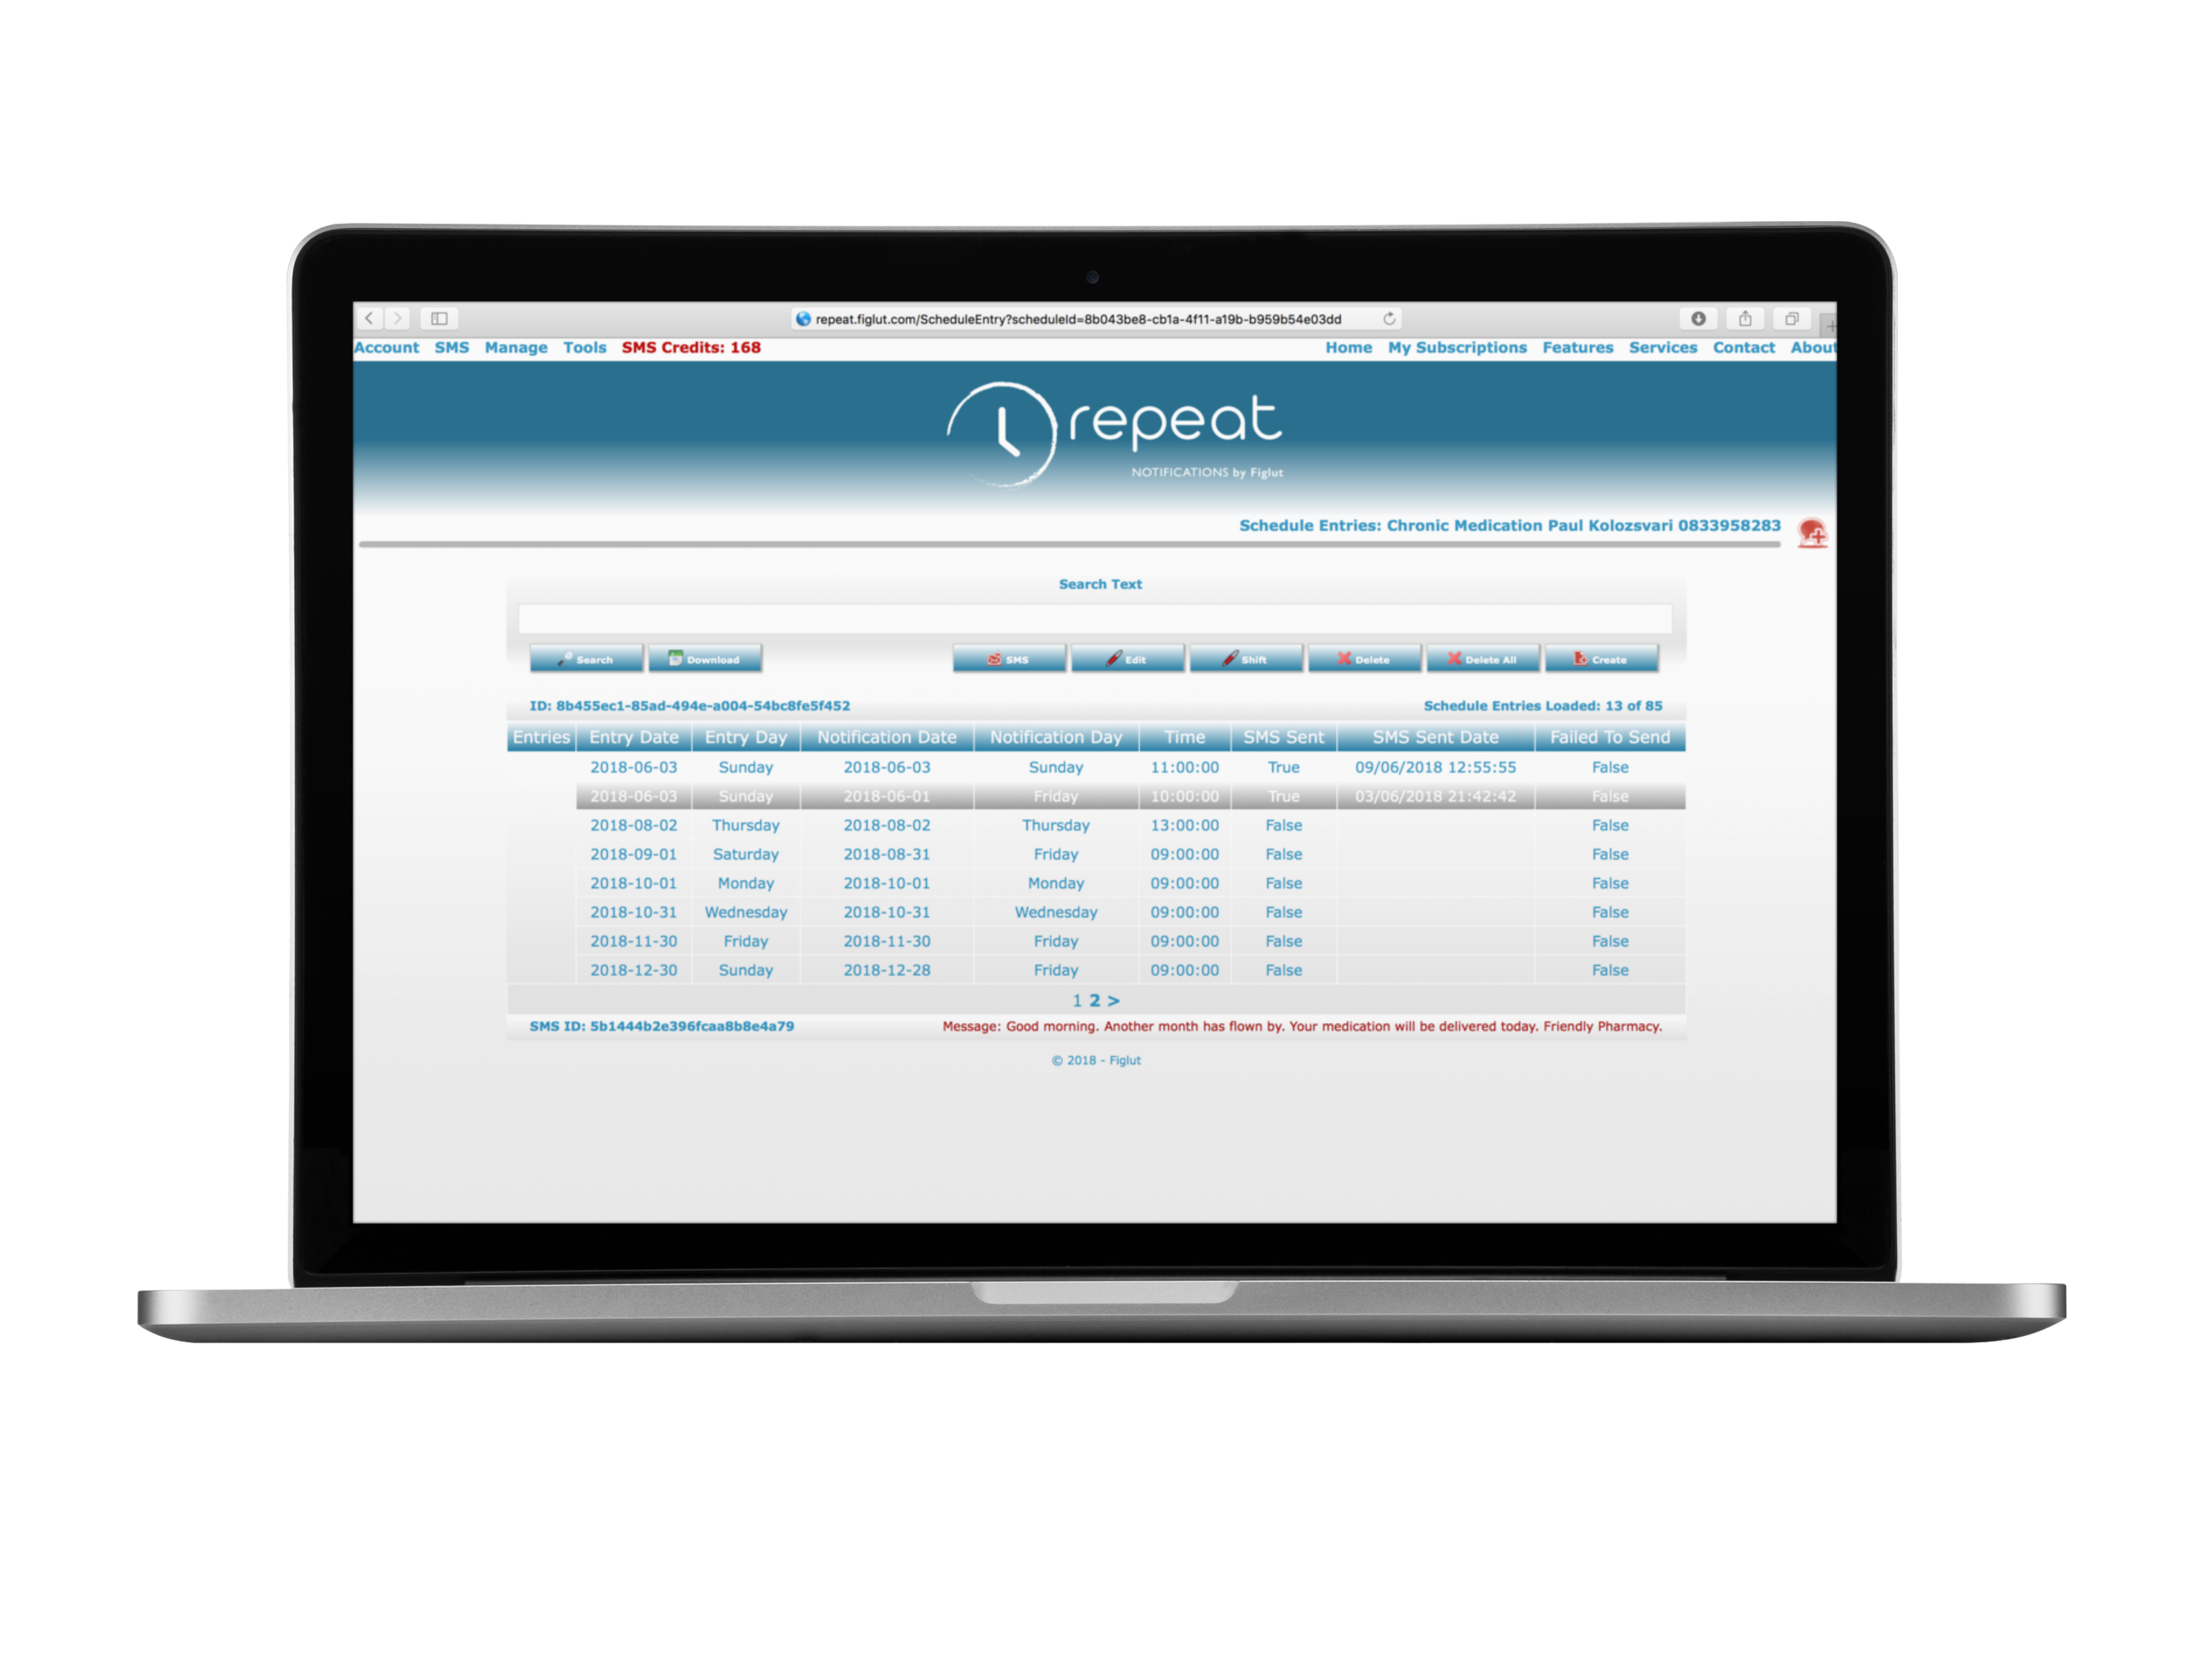 repeat.figlut.com/ScheduleEntry?scheduleId=8b043be8-cb1a-4f11-a19b-b959b54e03dd
Account SMS Manage Tools SMS Credits: 168 Home My Subscriptions Features Services Contact About
repeat
NOTIFICATIONS by Figlut
Schedule Entries: Chronic Medication Paul Kolozsvari 0833958283
Search Text
Search Download SMS Edit Shift Delete Delete All Create
ID: 8b455ec1-85ad-494e-a004-54bc8fe5f452 Schedule Entries Loaded: 13 of 85
Entries Entry Date Entry Day Notification Date Notification Day Time SMS Sent SMS Sent Date Failed To Send
2018-06-03 Sunday 2018-06-03 Sunday 11:00:00 True 09/06/2018 12:55:55 False
2018-06-03 Sunday 2018-06-01 Friday 10:00:00 True 03/06/2018 21:42:42 False
2018-08-02 Thursday 2018-08-02 Thursday 13:00:00 False False
2018-09-01 Saturday 2018-08-31 Friday 09:00:00 False False
2018-10-01 Monday 2018-10-01 Monday 09:00:00 False False
2018-10-31 Wednesday 2018-10-31 Wednesday 09:00:00 False False
2018-11-30 Friday 2018-11-30 Friday 09:00:00 False False
2018-12-30 Sunday 2018-12-28 Friday 09:00:00 False False
1 2 >
SMS ID: 5b1444b2e396fcaa8b8e4a79 Message: Good morning. Another month has flown by. Your medication will be delivered today. Friendly Pharmacy.
© 2018 - Figlut